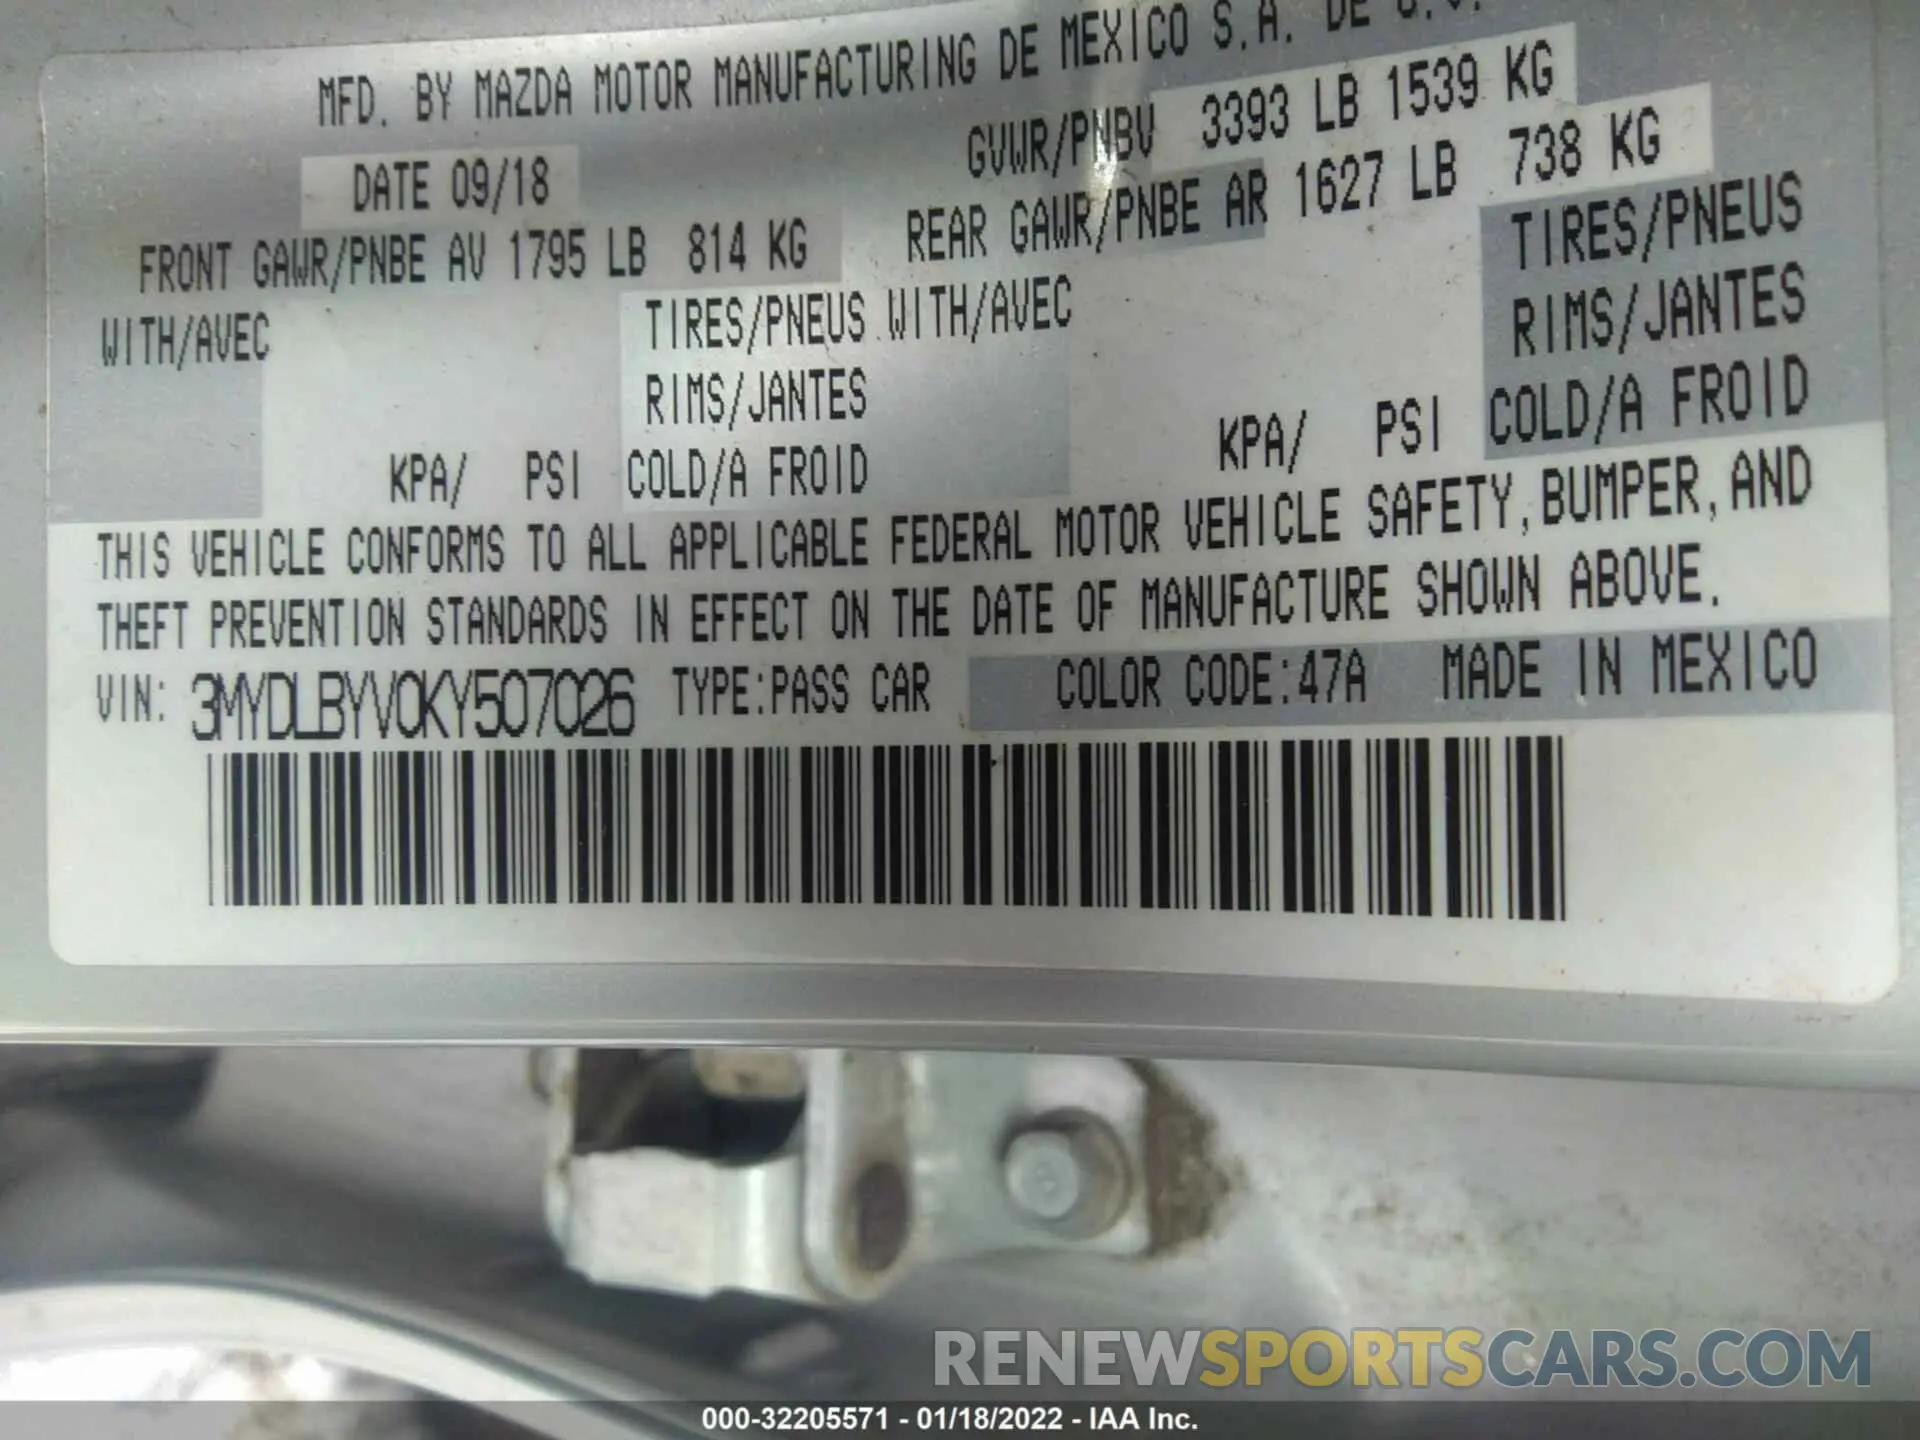 MFD. BY MAZDA MOTOR MANUFACTURING DE MEXICO S.A. DE C.V.
DATE 09/18 GVWR/PNBV 3393 LB 1539 KG
FRONT GAWR/PNBE AV 1795 LB 814 KG REAR GAWR/PNBE AR 1627 LB 738 KG
WITH/AVEC TIRES/PNEUS WITH/AVEC TIRES/PNEUS
RIMS/JANTES RIMS/JANTES
KPA/ PSI COLD/A FROID KPA/ PSI COLD/A FROID
THIS VEHICLE CONFORMS TO ALL APPLICABLE FEDERAL MOTOR VEHICLE SAFETY, BUMPER, AND
THEFT PREVENTION STANDARDS IN EFFECT ON THE DATE OF MANUFACTURE SHOWN ABOVE.
VIN: 3MYDLBYV0KY507026 TYPE:PASS CAR COLOR CODE:47A MADE IN MEXICO
RENEWSPORTSCARS.COM
000-32205571 - 01/18/2022 - IAA Inc.